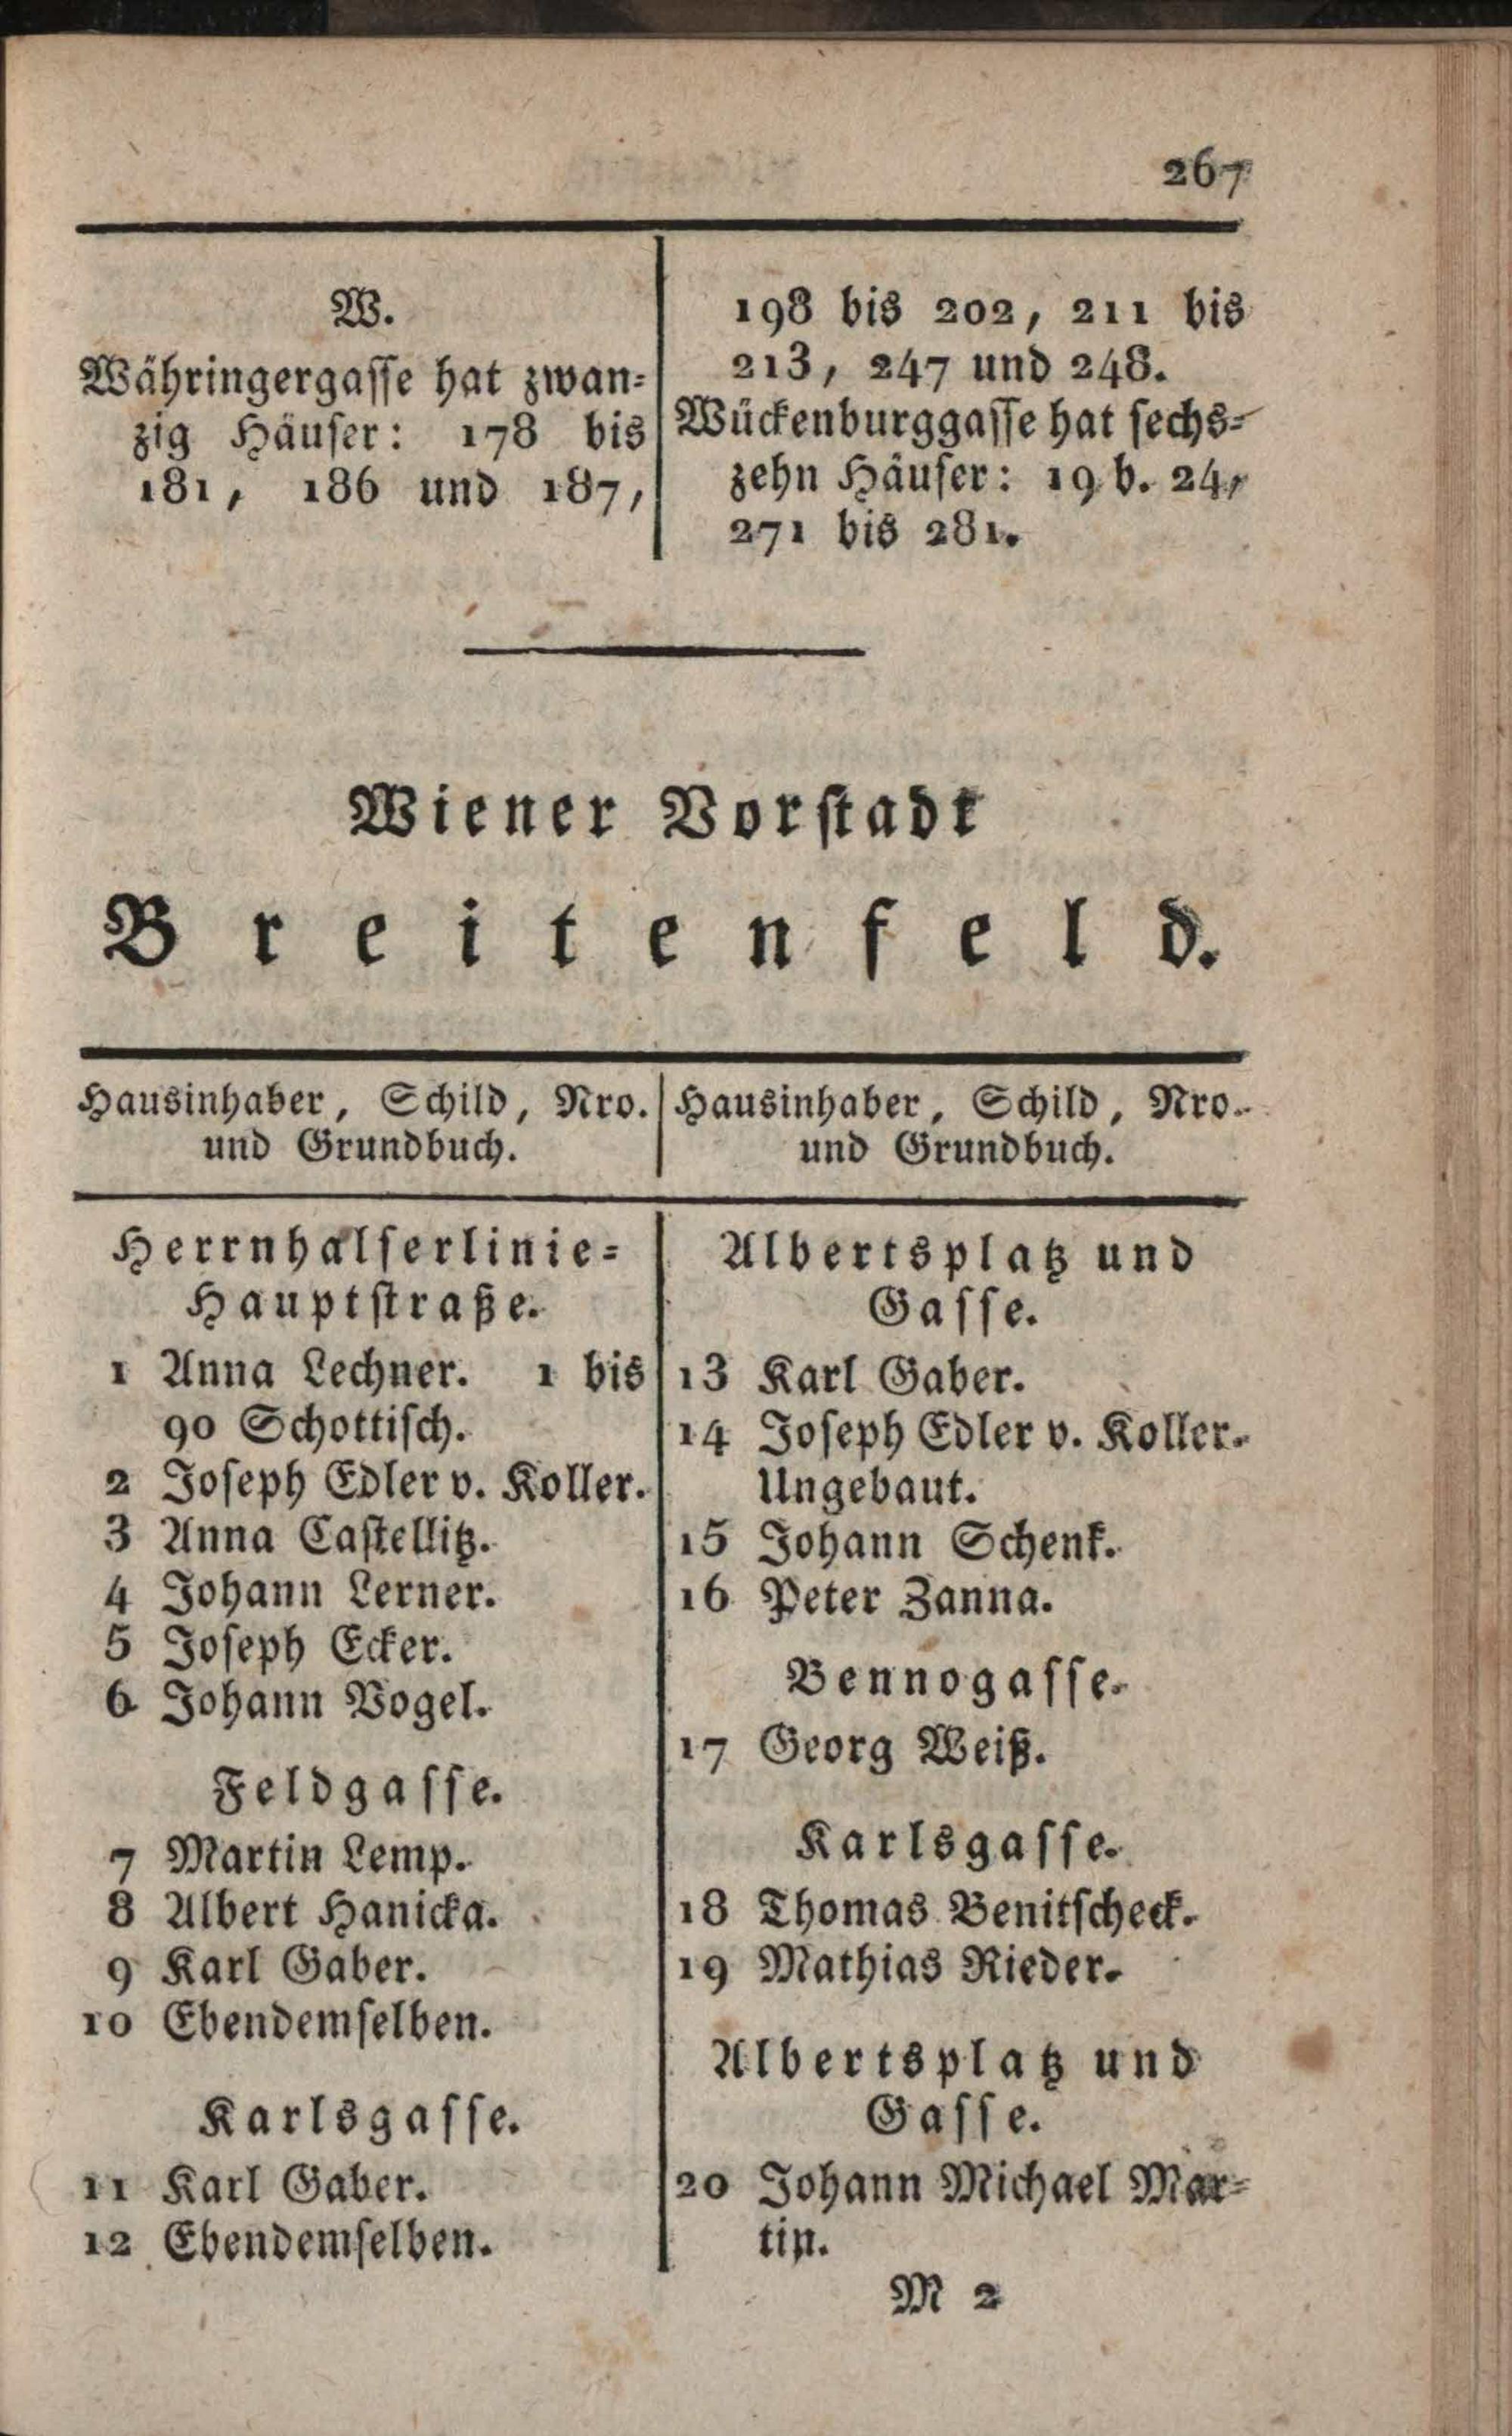 267
W.
Währingergasse hat zwan-
zig Häuser: 178 bis
181, 186 und 187,
198 bis 202, 211 bis
213, 247 und 248.
Wückenburggasse hat sechs-
zehn Häuser: 19 b. 24,
271 bis 281.
Wiener Vorstadt
Breitenfeld.
Hausinhaber, Schild, Nro.
und Grundbuch.
Hausinhaber, Schild, Nro.
und Grundbuch.
Herrnhalserlinie-
Hauptstraße.
1 Anna Lechner. 1 bis
90 Schottisch.
2 Joseph Edler v. Koller.
3 Anna Castellitz.
4 Johann Lerner.
5 Joseph Ecker.
6 Johann Vogel.
Feldgasse.
7 Martin Lemp.
8 Albert Hanicka.
9 Karl Gaber.
10 Ebendemselben.
Karlsgasse.
11 Karl Gaber.
12 Ebendemselben.
Albertsplatz und
Gasse.
13 Karl Gaber.
14 Joseph Edler v. Koller.
Ungebaut.
15 Johann Schenk.
16 Peter Zanna.
Bennogasse.
17 Georg Weiß.
Karlsgasse.
18 Thomas Benitscheck.
19 Mathias Rieder.
Albertsplatz und
Gasse.
20 Johann Michael Mar-
tin.
M 2